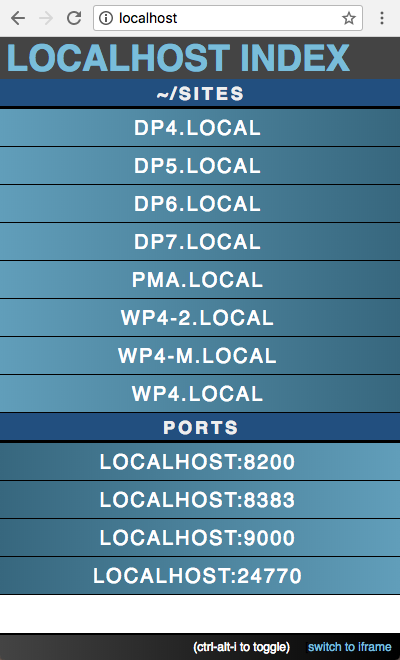 localhost
LOCALHOST INDEX
~/SITES
DP4.LOCAL
DP5.LOCAL
DP6.LOCAL
DP7.LOCAL
PMA.LOCAL
WP4-2.LOCAL
WP4-M.LOCAL
WP4.LOCAL
PORTS
LOCALHOST:8200
LOCALHOST:8383
LOCALHOST:9000
LOCALHOST:24770
(ctrl-alt-i to toggle) switch to iframe